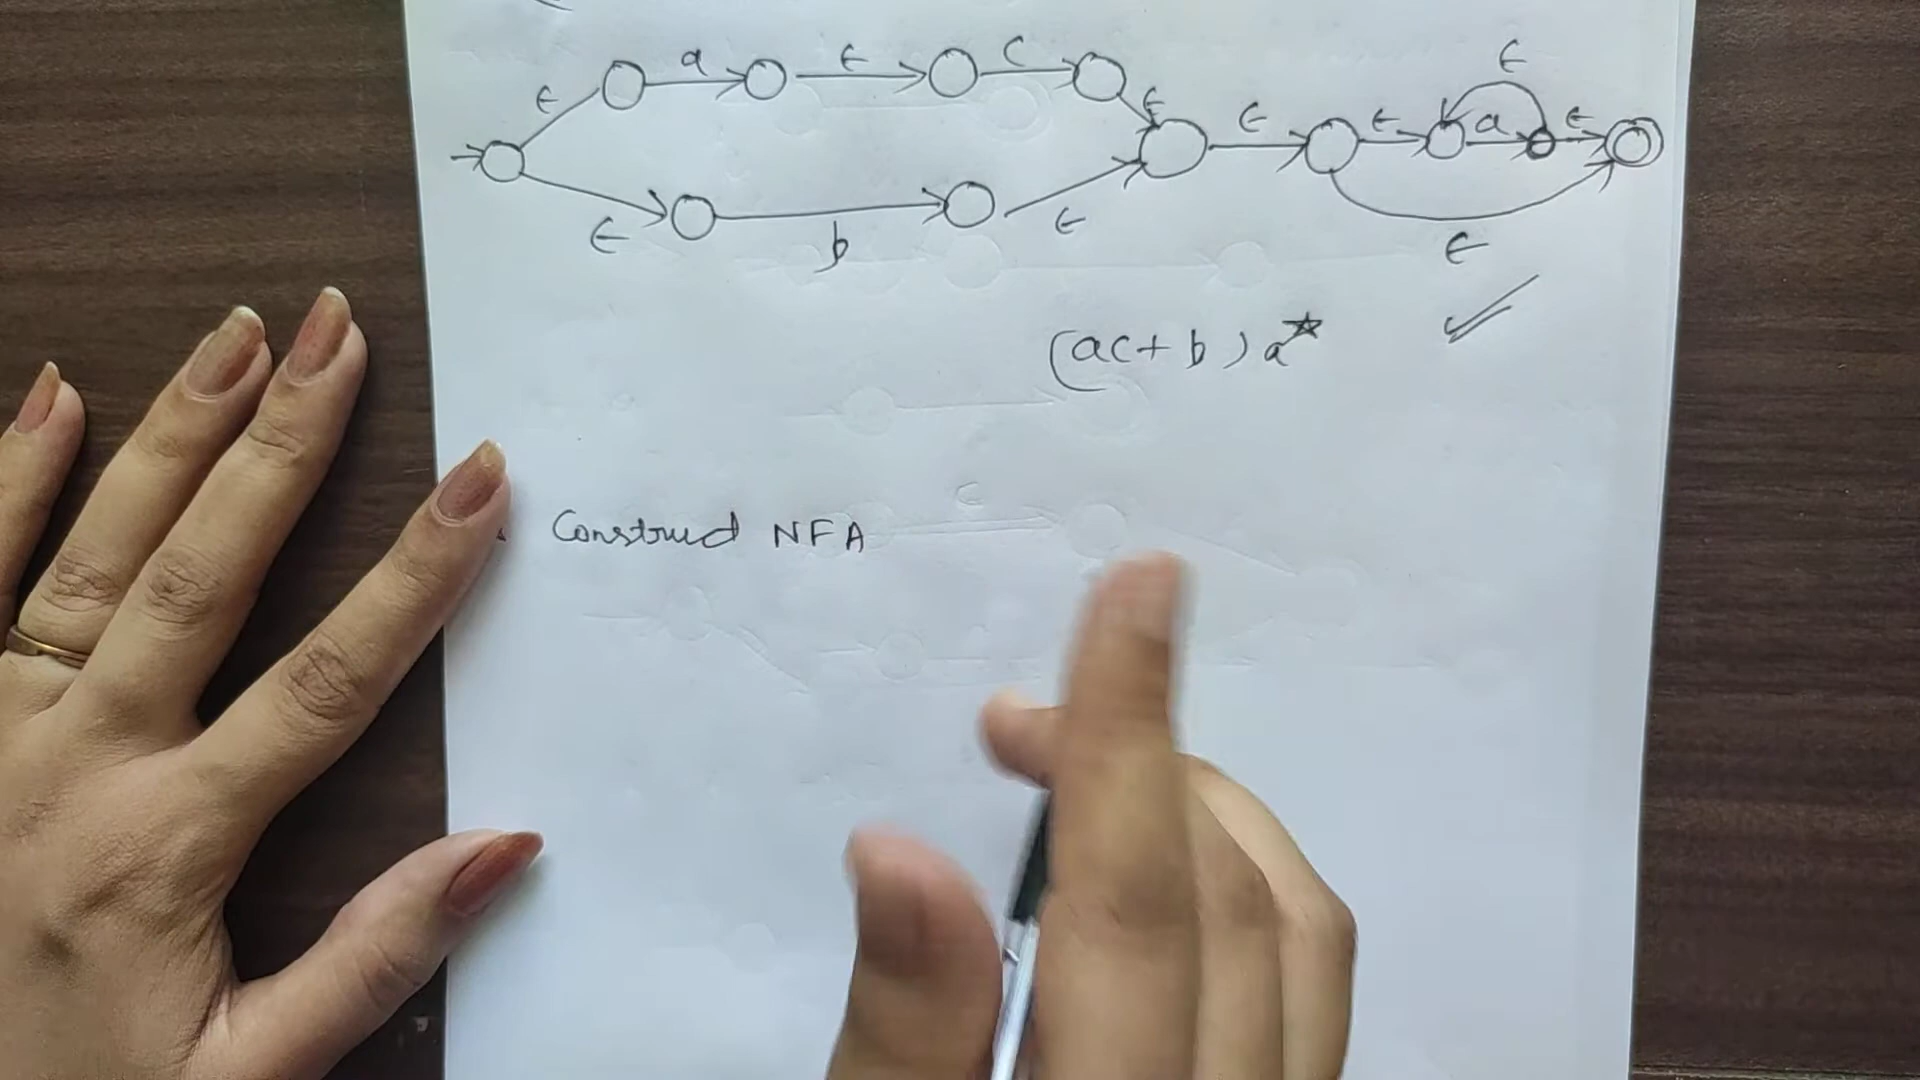 ε a ε c ε ε ε a ε ε
ε b ε ε
(ac+b)a*
Construct NFA